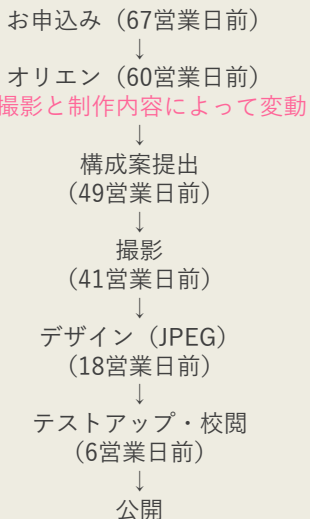 お申込み（67営業日前）
↓
オリエン（60営業日前）
撮影と制作内容によって変動
↓
構成案提出
（49営業日前）
↓
撮影
（41営業日前）
↓
デザイン（JPEG）
（18営業日前）
↓
テストアップ・校閲
（6営業日前）
↓
公開